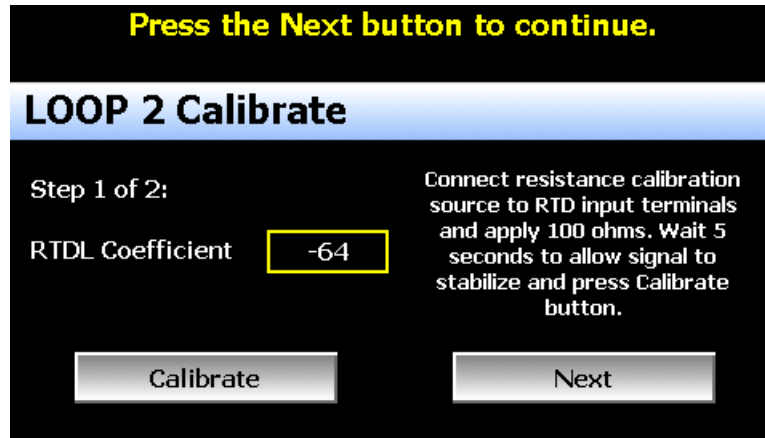 Press the Next button to continue.
LOOP 2 Calibrate
Step 1 of 2:
RTDL Coefficient
-64
Connect resistance calibration
source to RTD input terminals
and apply 100 ohms. Wait 5
seconds to allow signal to
stabilize and press Calibrate
button.
Calibrate
Next